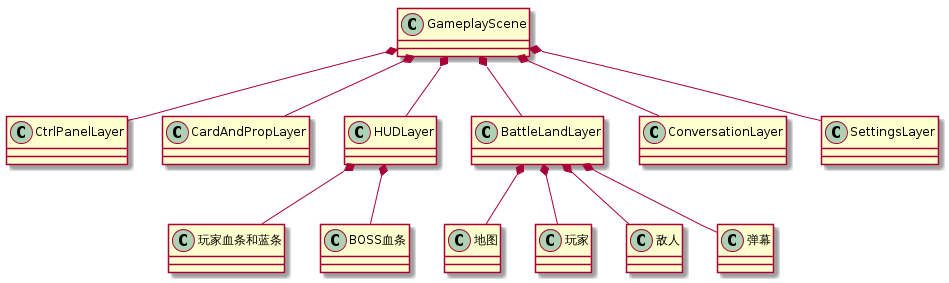 C GameplayScene
C CtrlPanelLayer
C CardAndPropLayer
C HUDLayer
C BattleLandLayer
C ConversationLayer
C SettingsLayer
C 玩家血条和蓝条
C BOSS血条
C 地图
C 玩家
C 敌人
C 弹幕